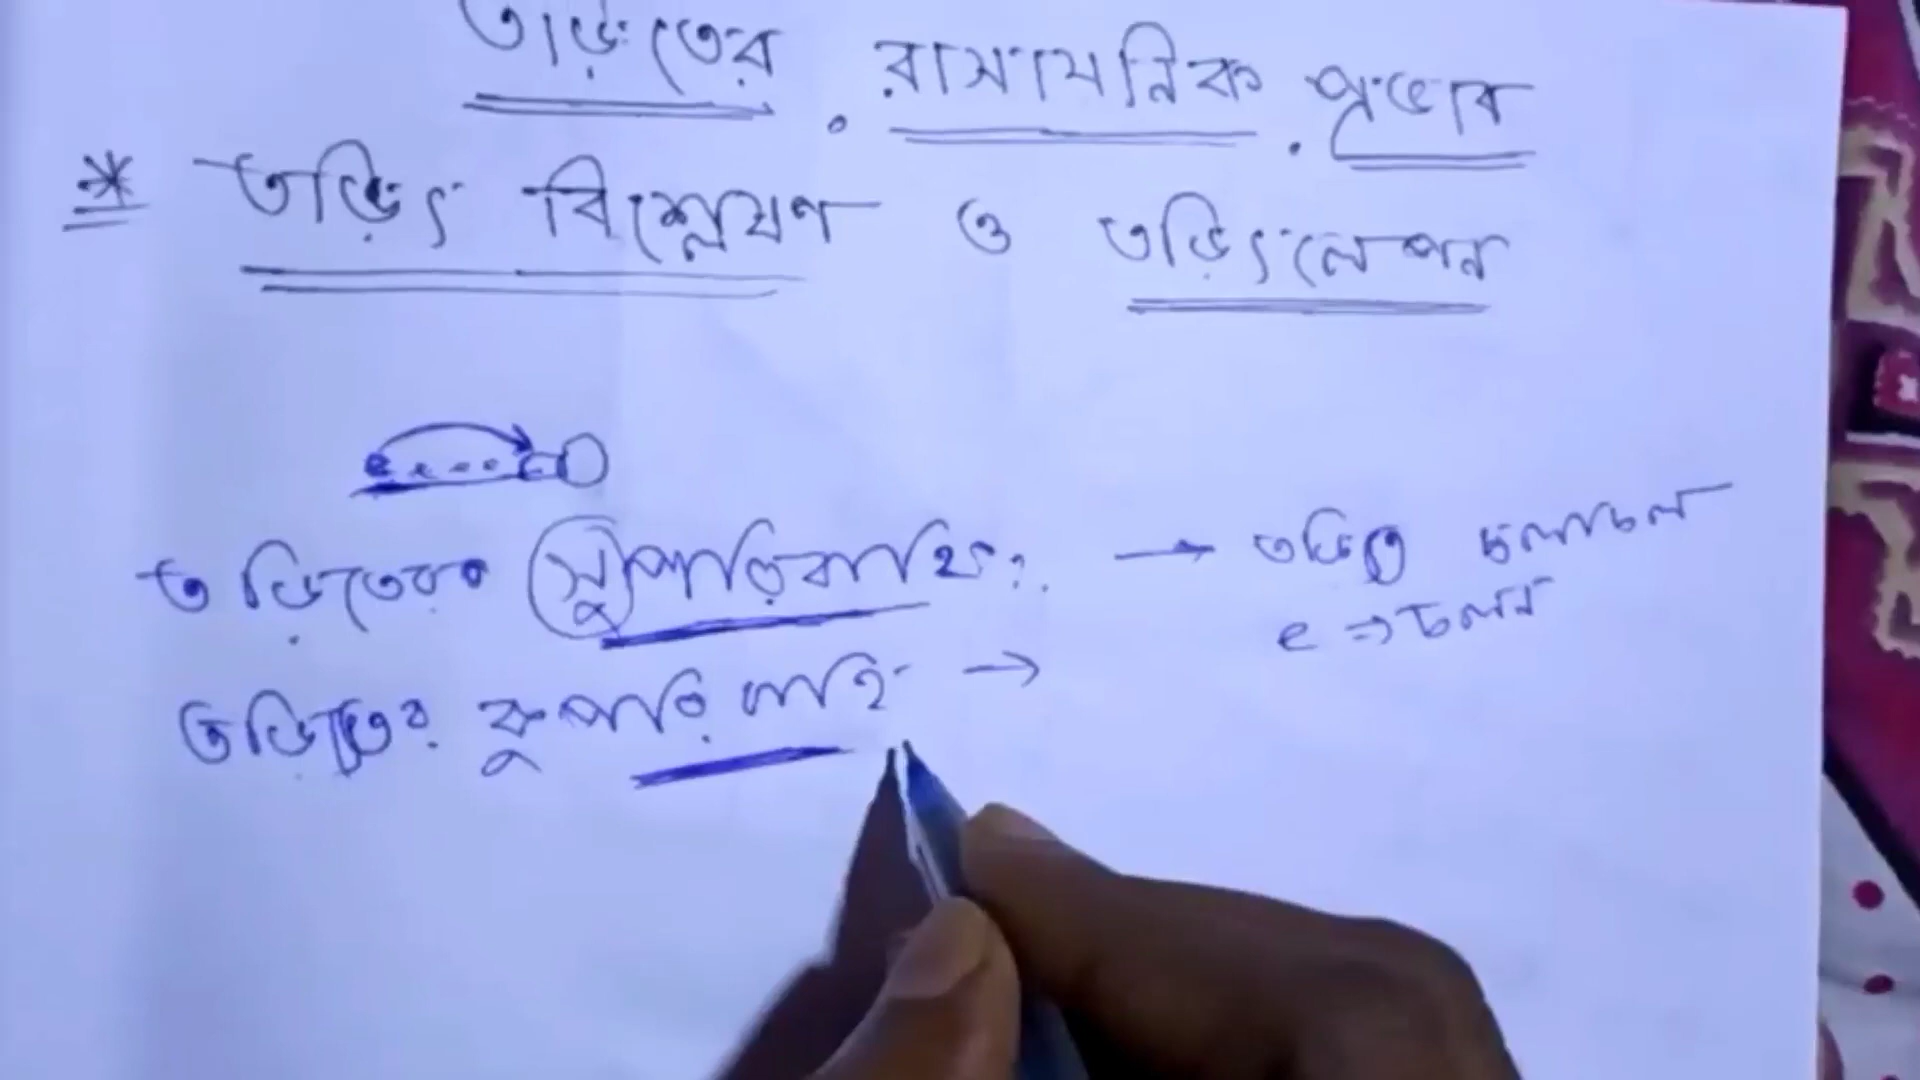 তড়িতের . রাসায়নিক . প্রভাব
* তড়িৎ বিশ্লেষণ ও তড়িৎলেপন
e
তড়িতের সুপরিবাহি : → তড়িৎ চলাচল
e ⇒ চলন
তড়িতের কুপরিবাহি →